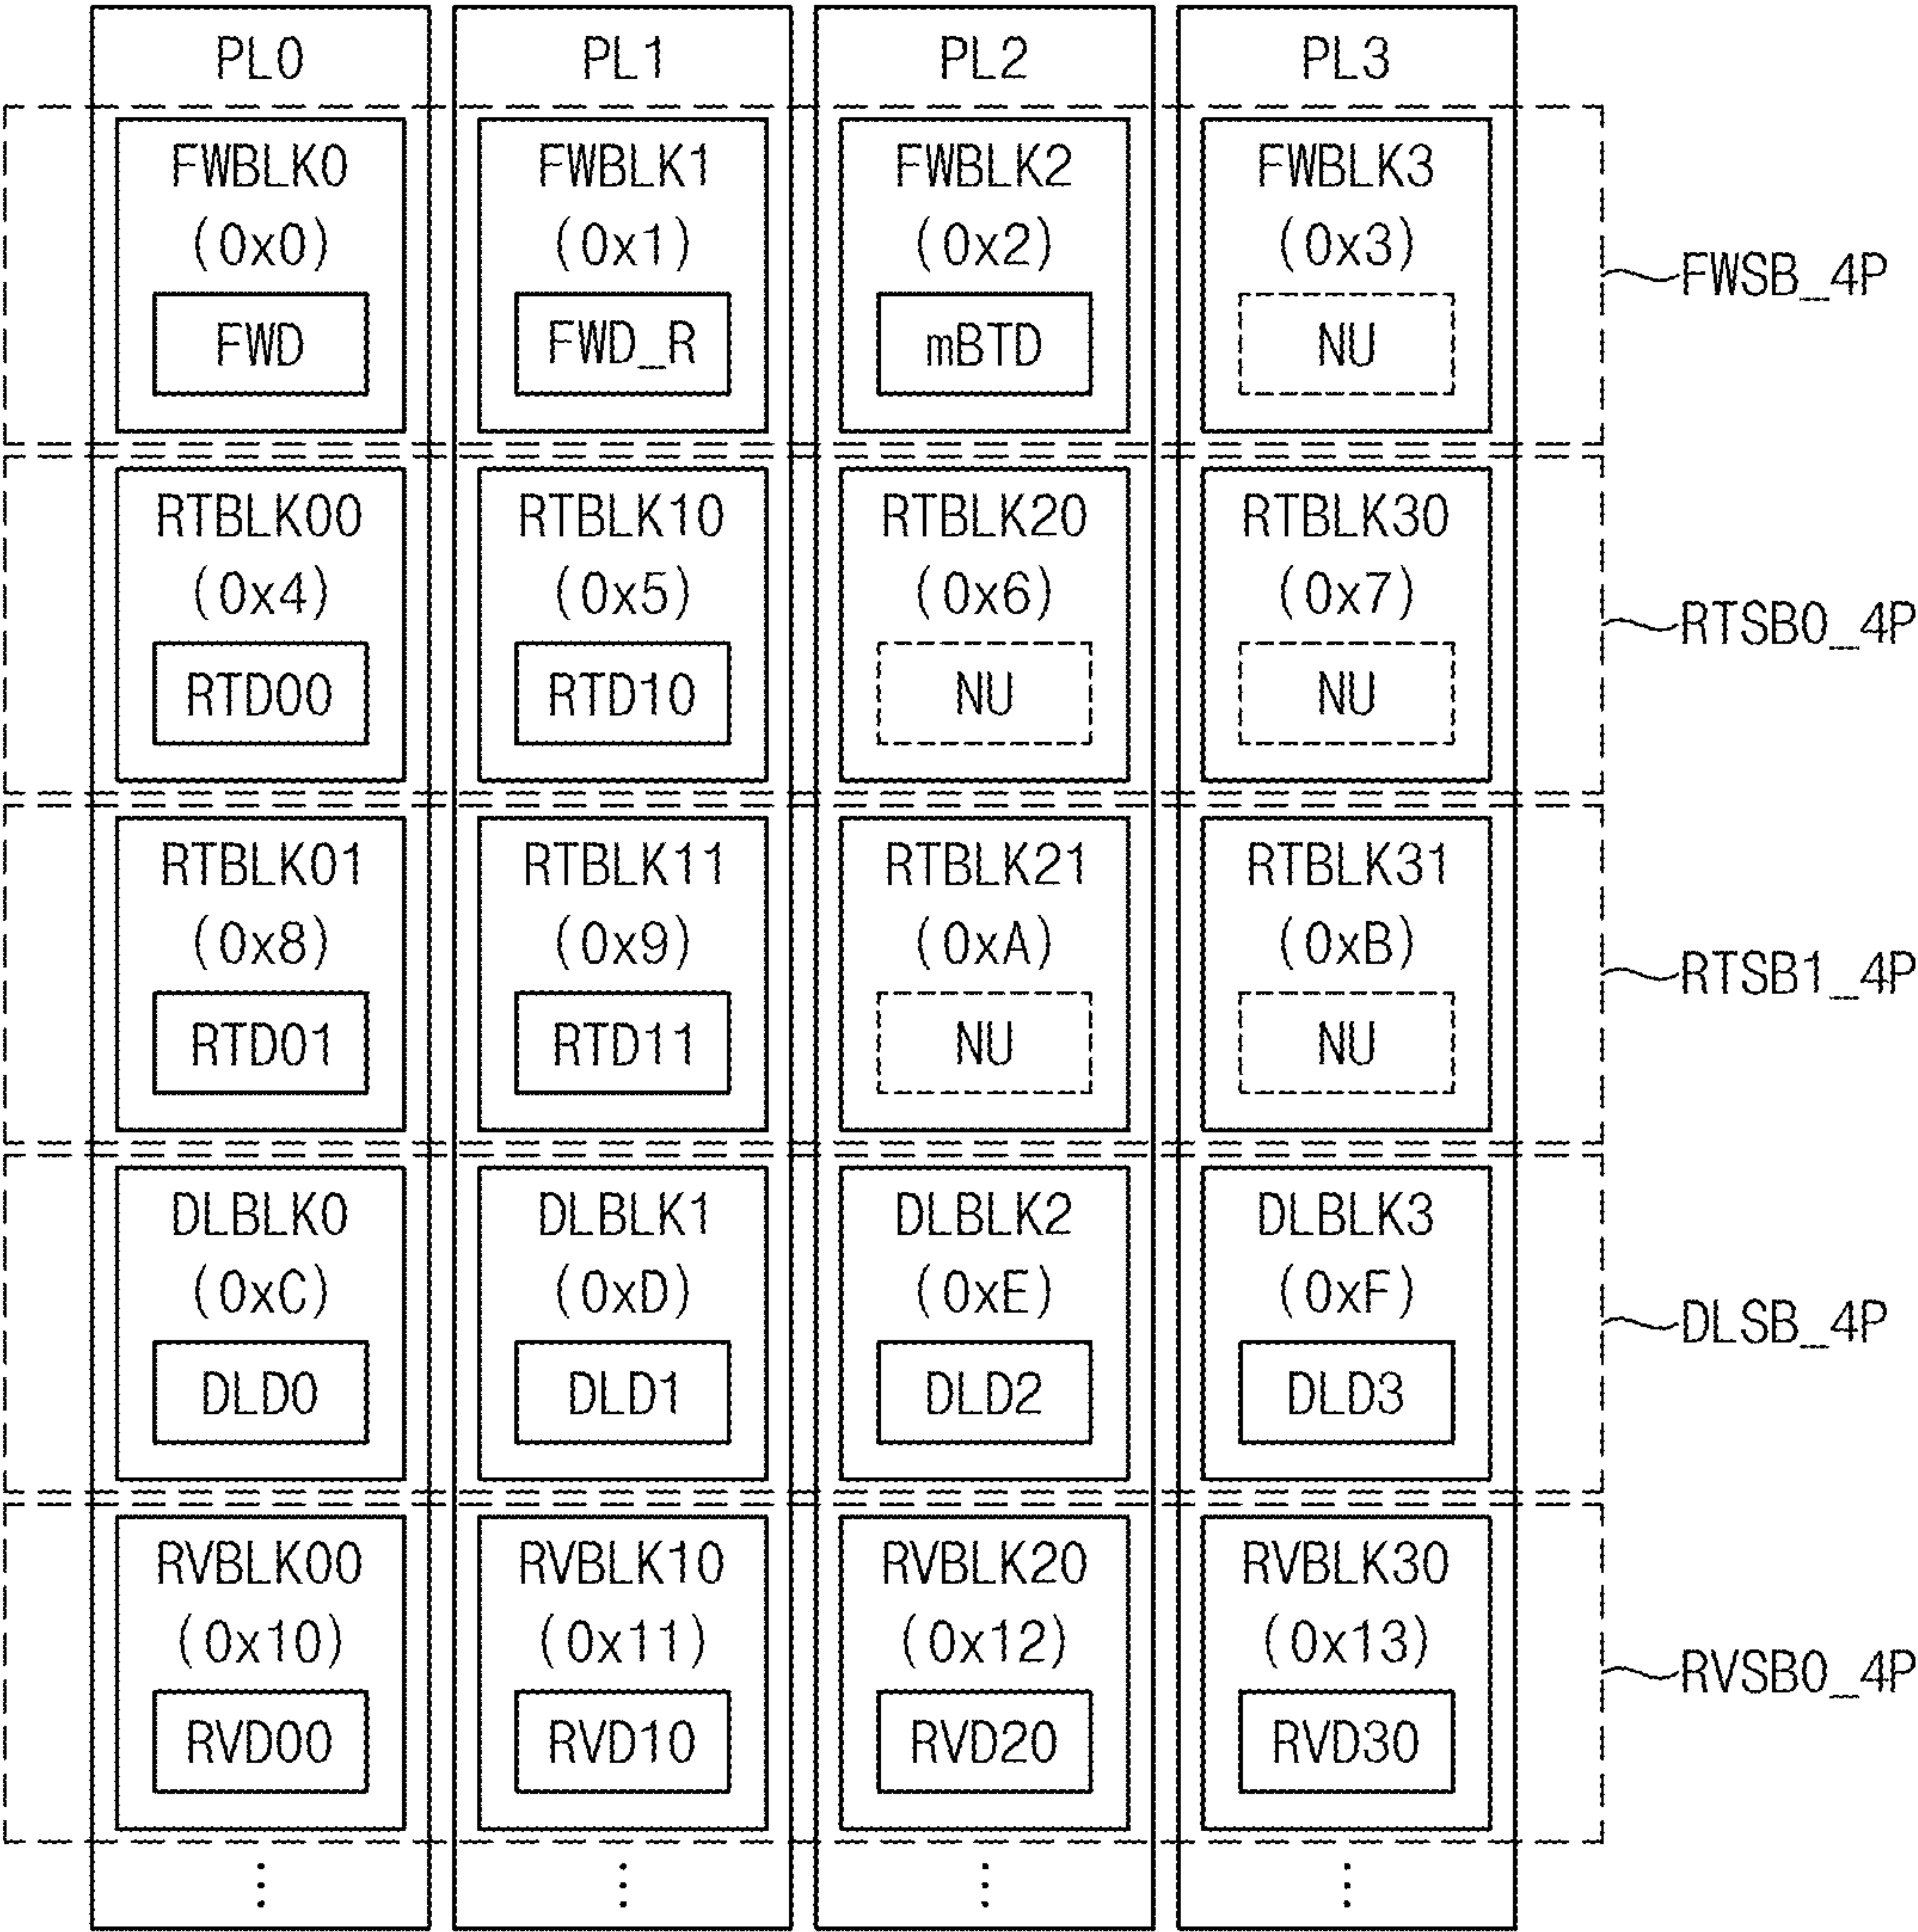 PL0 PL1 PL2 PL3
FWBLK0 FWBLK1 FWBLK2 FWBLK3
(0x0) (0x1) (0x2) (0x3)
FWSB_4P
FWD FWD_R mBTD NU
RTBLK00 RTBLK10 RTBLK20 RTBLK30
(0x4) (0x5) (0x6) (0x7)
RTSB0_4P
RTD00 RTD10 NU NU
RTBLK01 RTBLK11 RTBLK21 RTBLK31
(0x8) (0x9) (0xA) (0xB)
RTSB1_4P
RTD01 RTD11 NU NU
DLBLK0 DLBLK1 DLBLK2 DLBLK3
(0xC) (0xD) (0xE) (0xF)
DLSB_4P
DLD0 DLD1 DLD2 DLD3
RVBLK00 RVBLK10 RVBLK20 RVBLK30
(0x10) (0x11) (0x12) (0x13)
RVSB0_4P
RVD00 RVD10 RVD20 RVD30